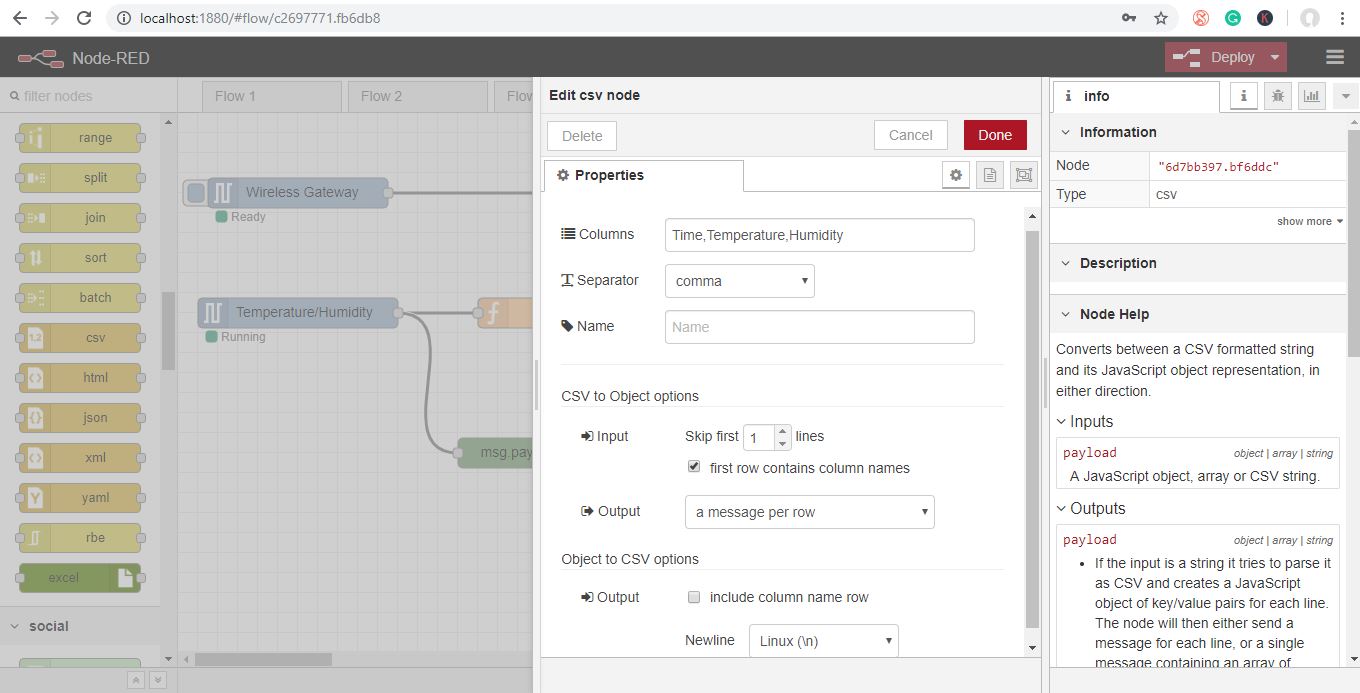 localhost:1880/#flow/c2697771.fb6db8
Node-RED
Deploy
filter nodes
Flow 1
Flow 2
Flow
range
split
join
sort
batch
csv
html
json
xml
yaml
rbe
excel
social
Wireless Gateway
Ready
Temperature/Humidity
Running
msg.pay
Edit csv node
Delete
Cancel
Done
Properties
Columns
Time,Temperature,Humidity
Separator
comma
Name
Name
CSV to Object options
Input
Skip first 1 lines
first row contains column names
Output
a message per row
Object to CSV options
Output
include column name row
Newline
Linux (\n)
info
Information
Node
"6d7bb397.bf6ddc"
Type
csv
show more
Description
Node Help
Converts between a CSV formatted string
and its JavaScript object representation, in
either direction.
Inputs
payload
object | array | string
A JavaScript object, array or CSV string.
Outputs
payload
object | array | string
If the input is a string it tries to parse it
as CSV and creates a JavaScript
object of key/value pairs for each line.
The node will then either send a
message for each line, or a single
message containing an array of